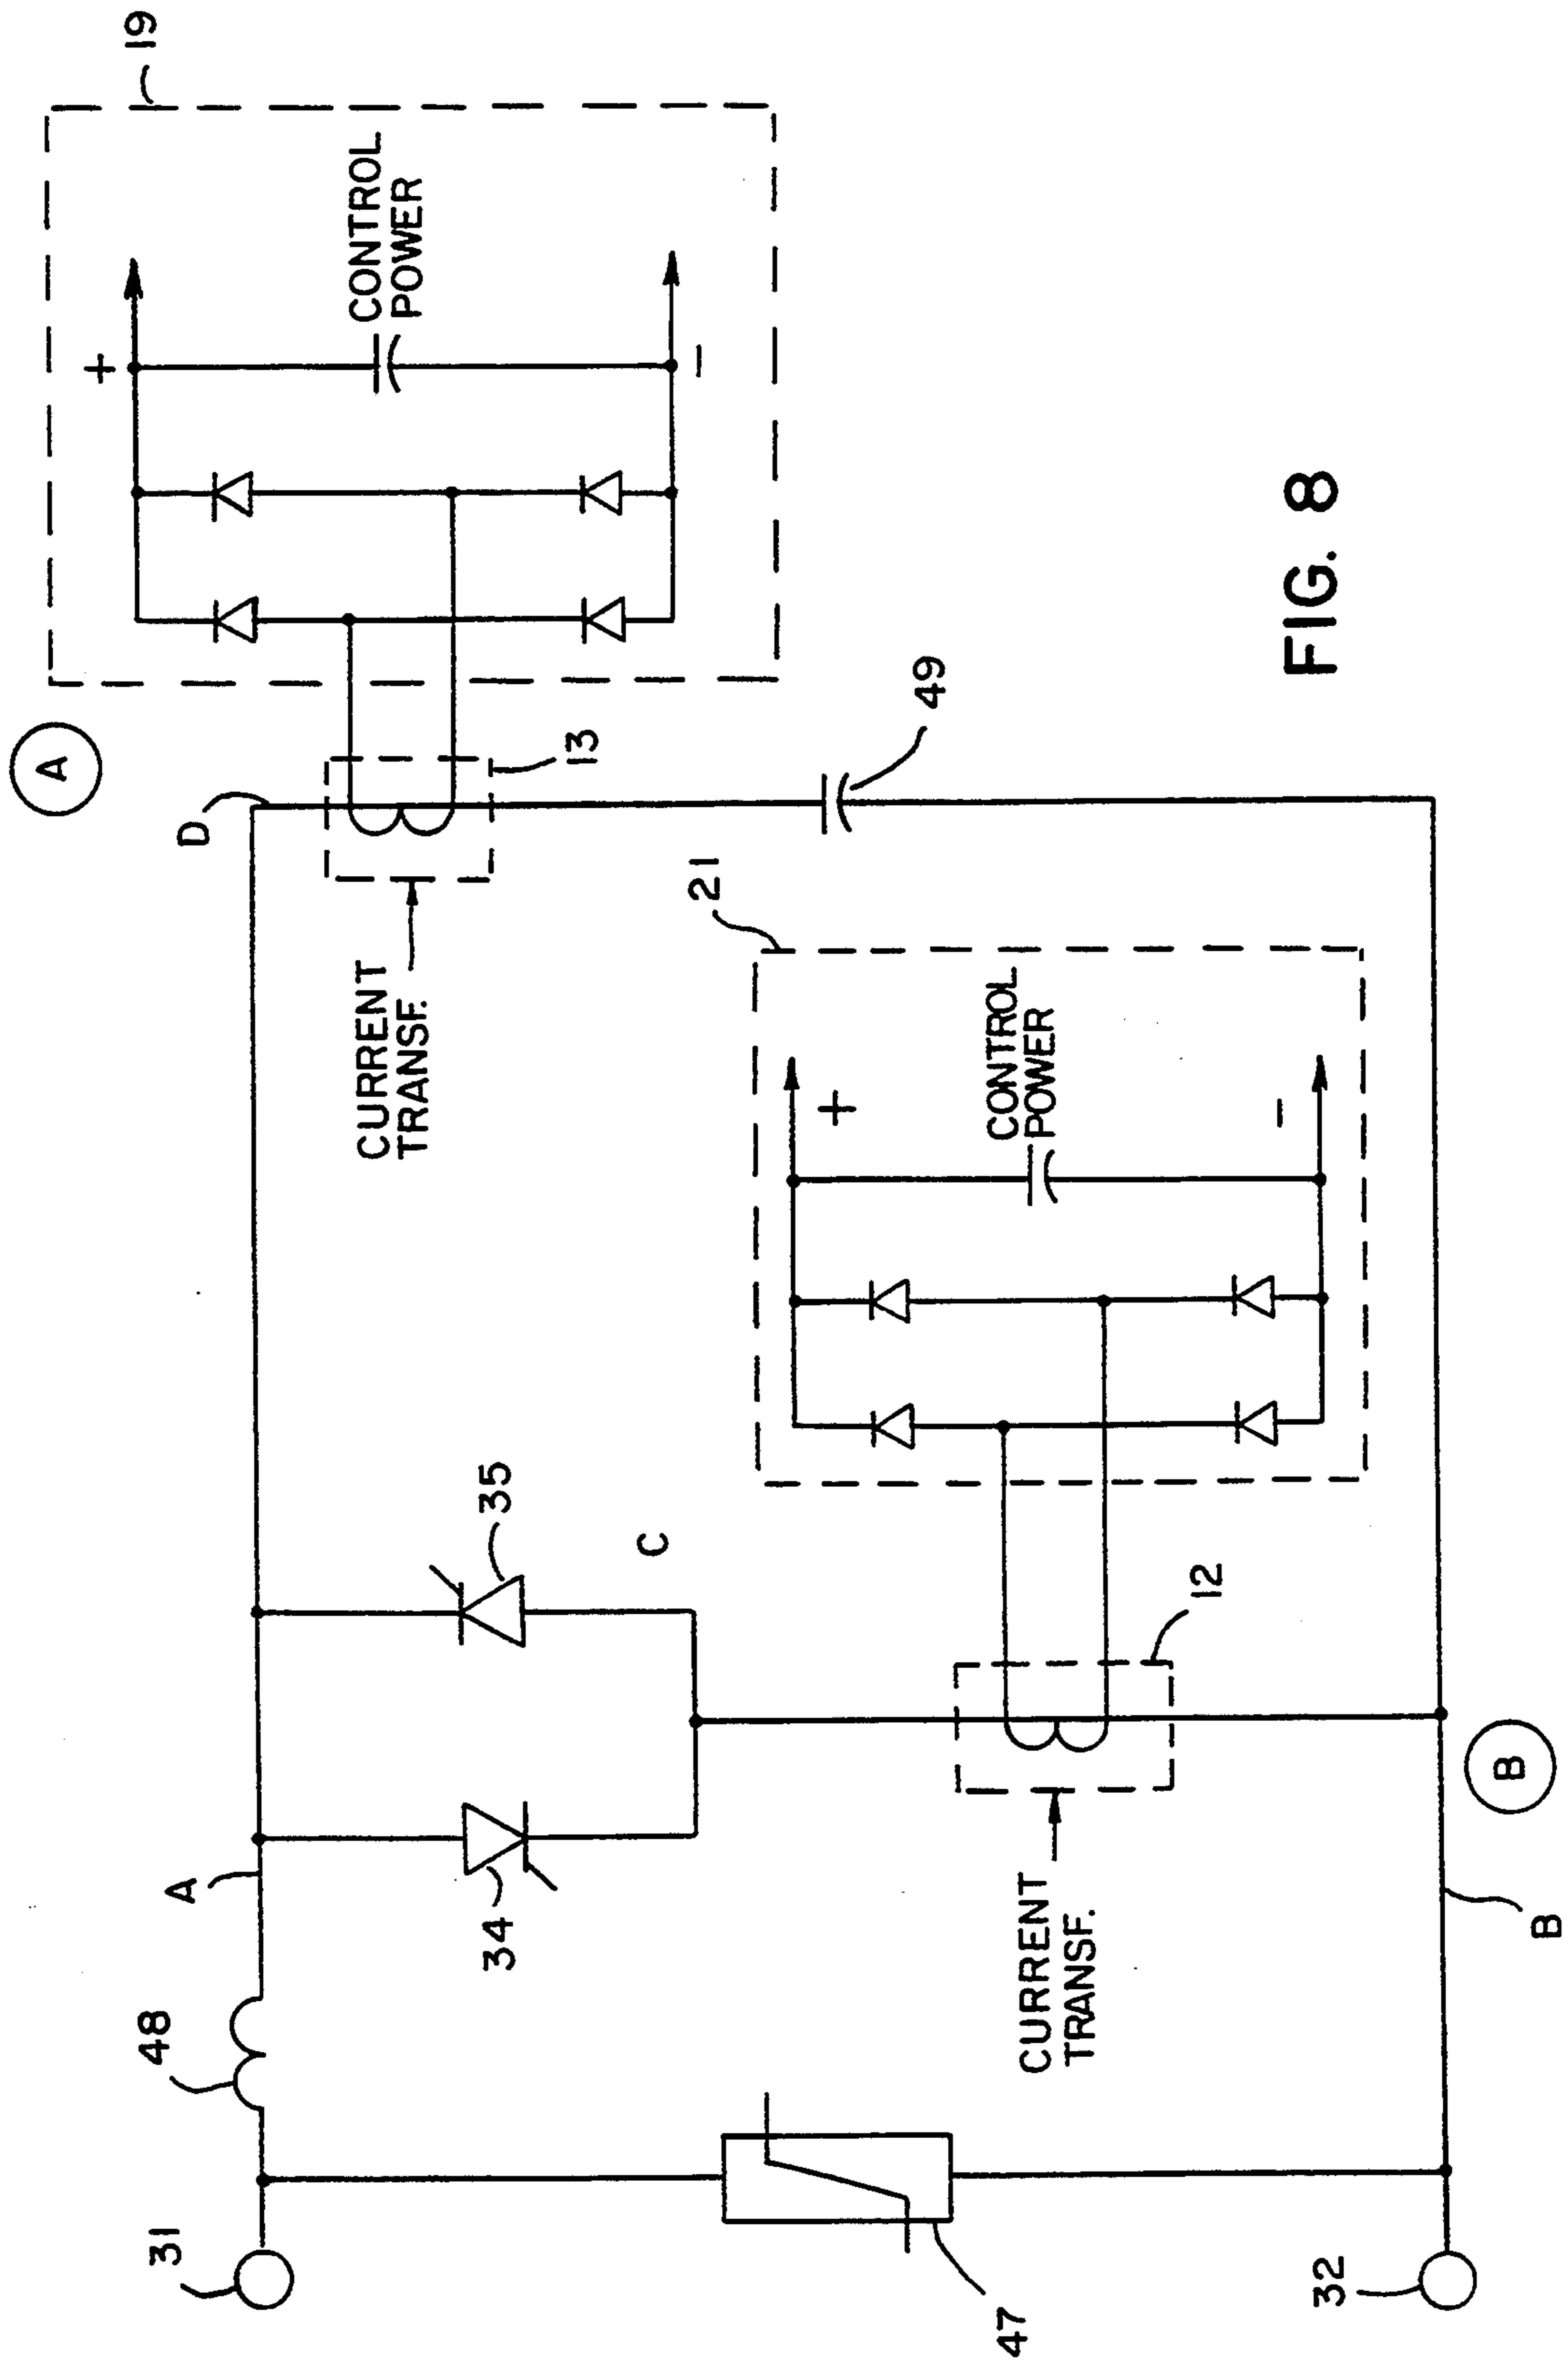 19
A
+
CONTROL
POWER
-
D
13
CURRENT
TRANSF.
49
21
+
CONTROL
POWER
-
48
A
34
35
C
31
47
12
CURRENT
TRANSF.
32
B
B
FIG. 8